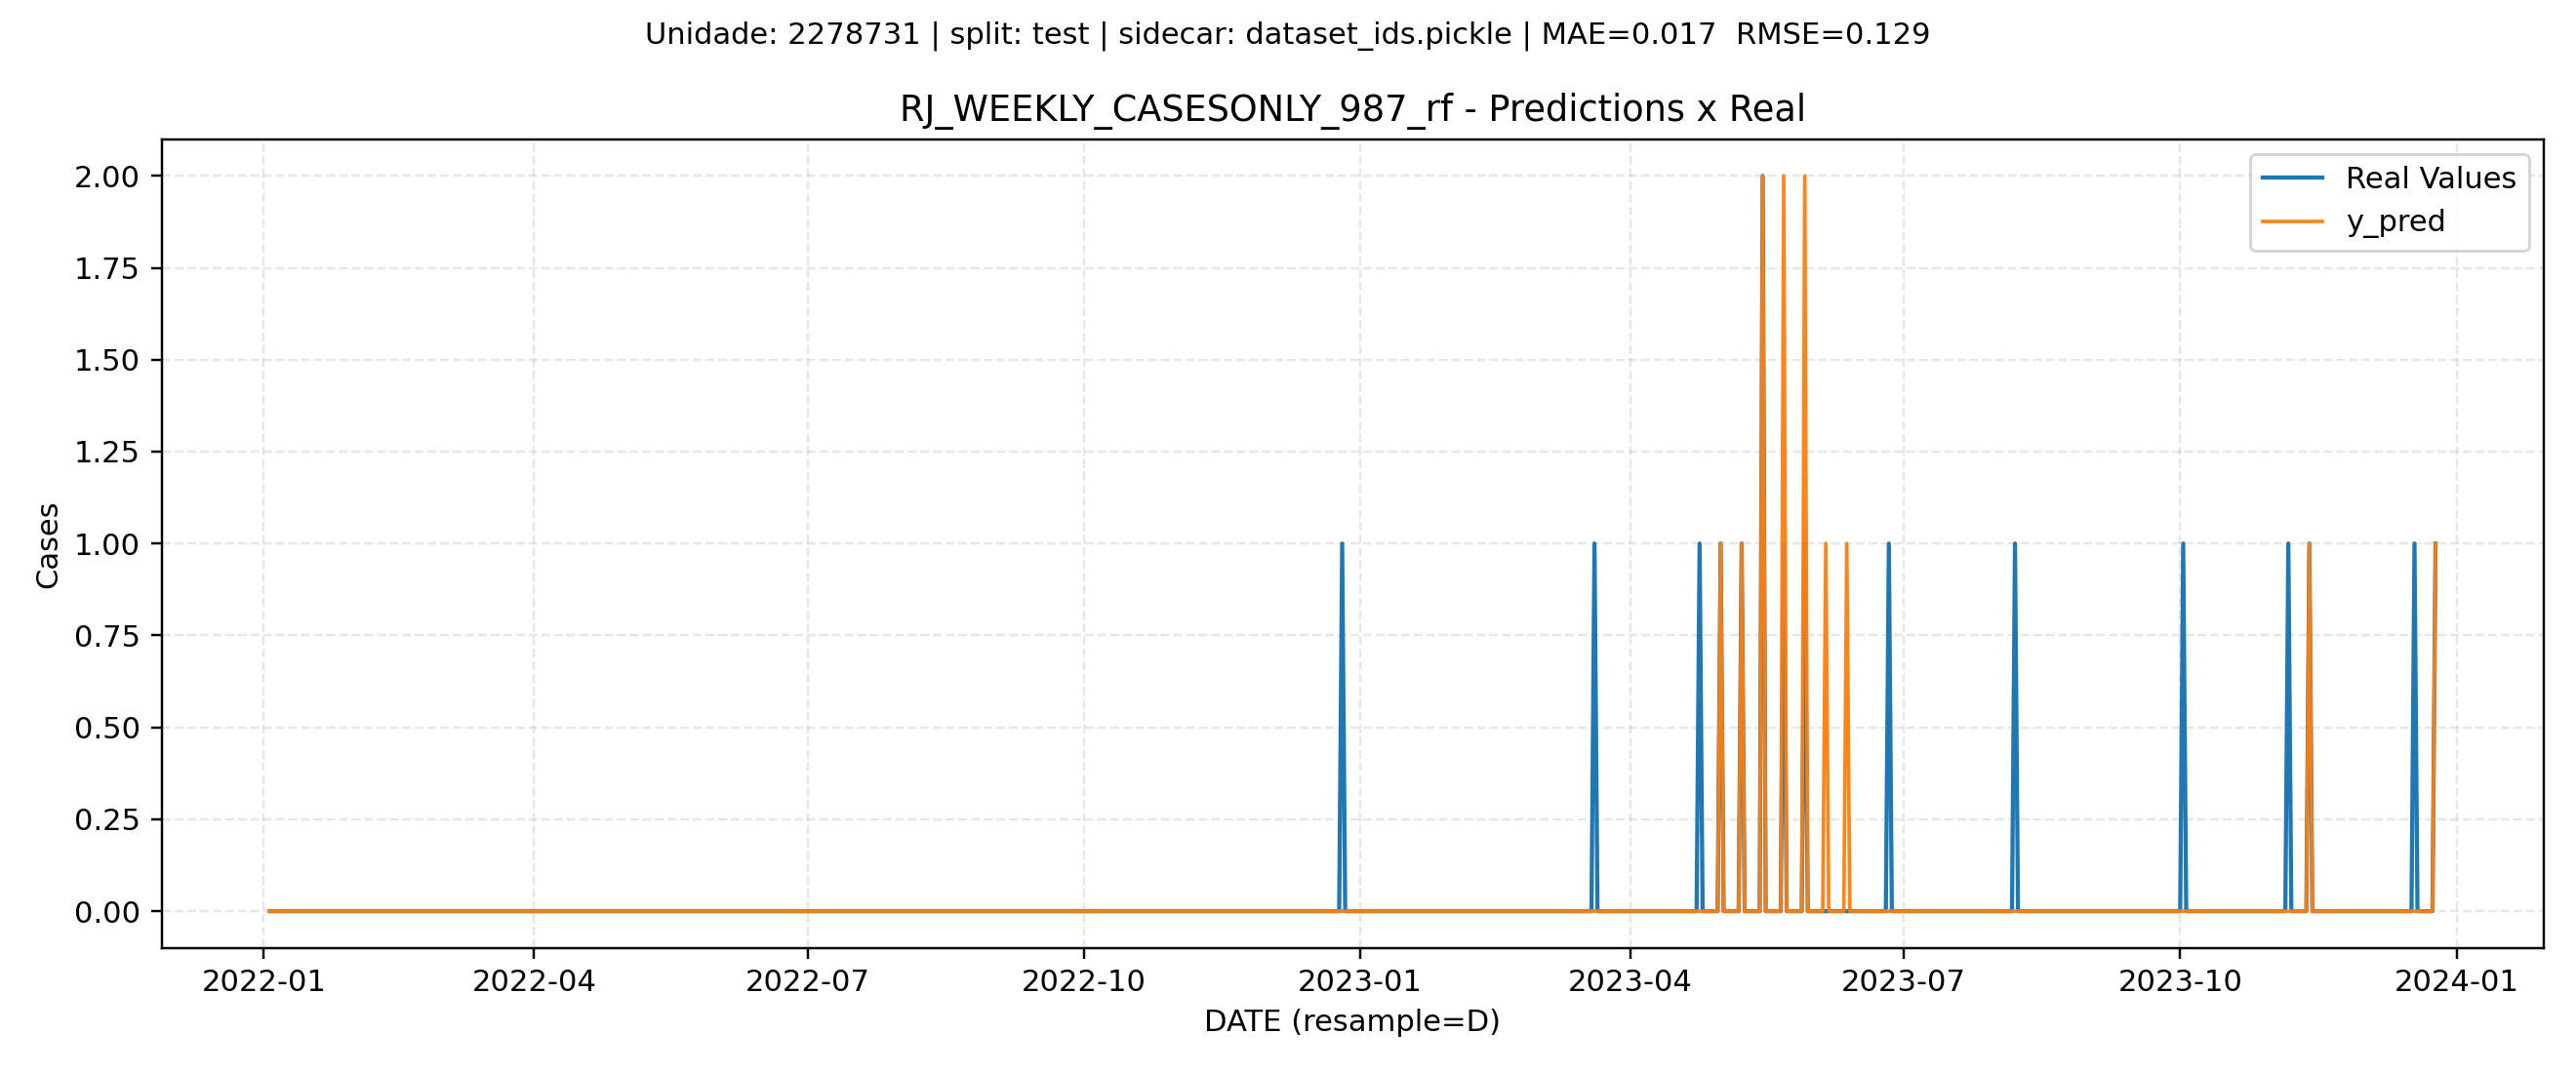 Unidade: 2278731 | split: test | sidecar: dataset_ids.pickle | MAE=0.017  RMSE=0.129
RJ_WEEKLY_CASESONLY_987_rf - Predictions x Real
Real Values
y_pred
Cases
2.00
1.75
1.50
1.25
1.00
0.75
0.50
0.25
0.00
2022-01 2022-04 2022-07 2022-10 2023-01 2023-04 2023-07 2023-10 2024-01
DATE (resample=D)